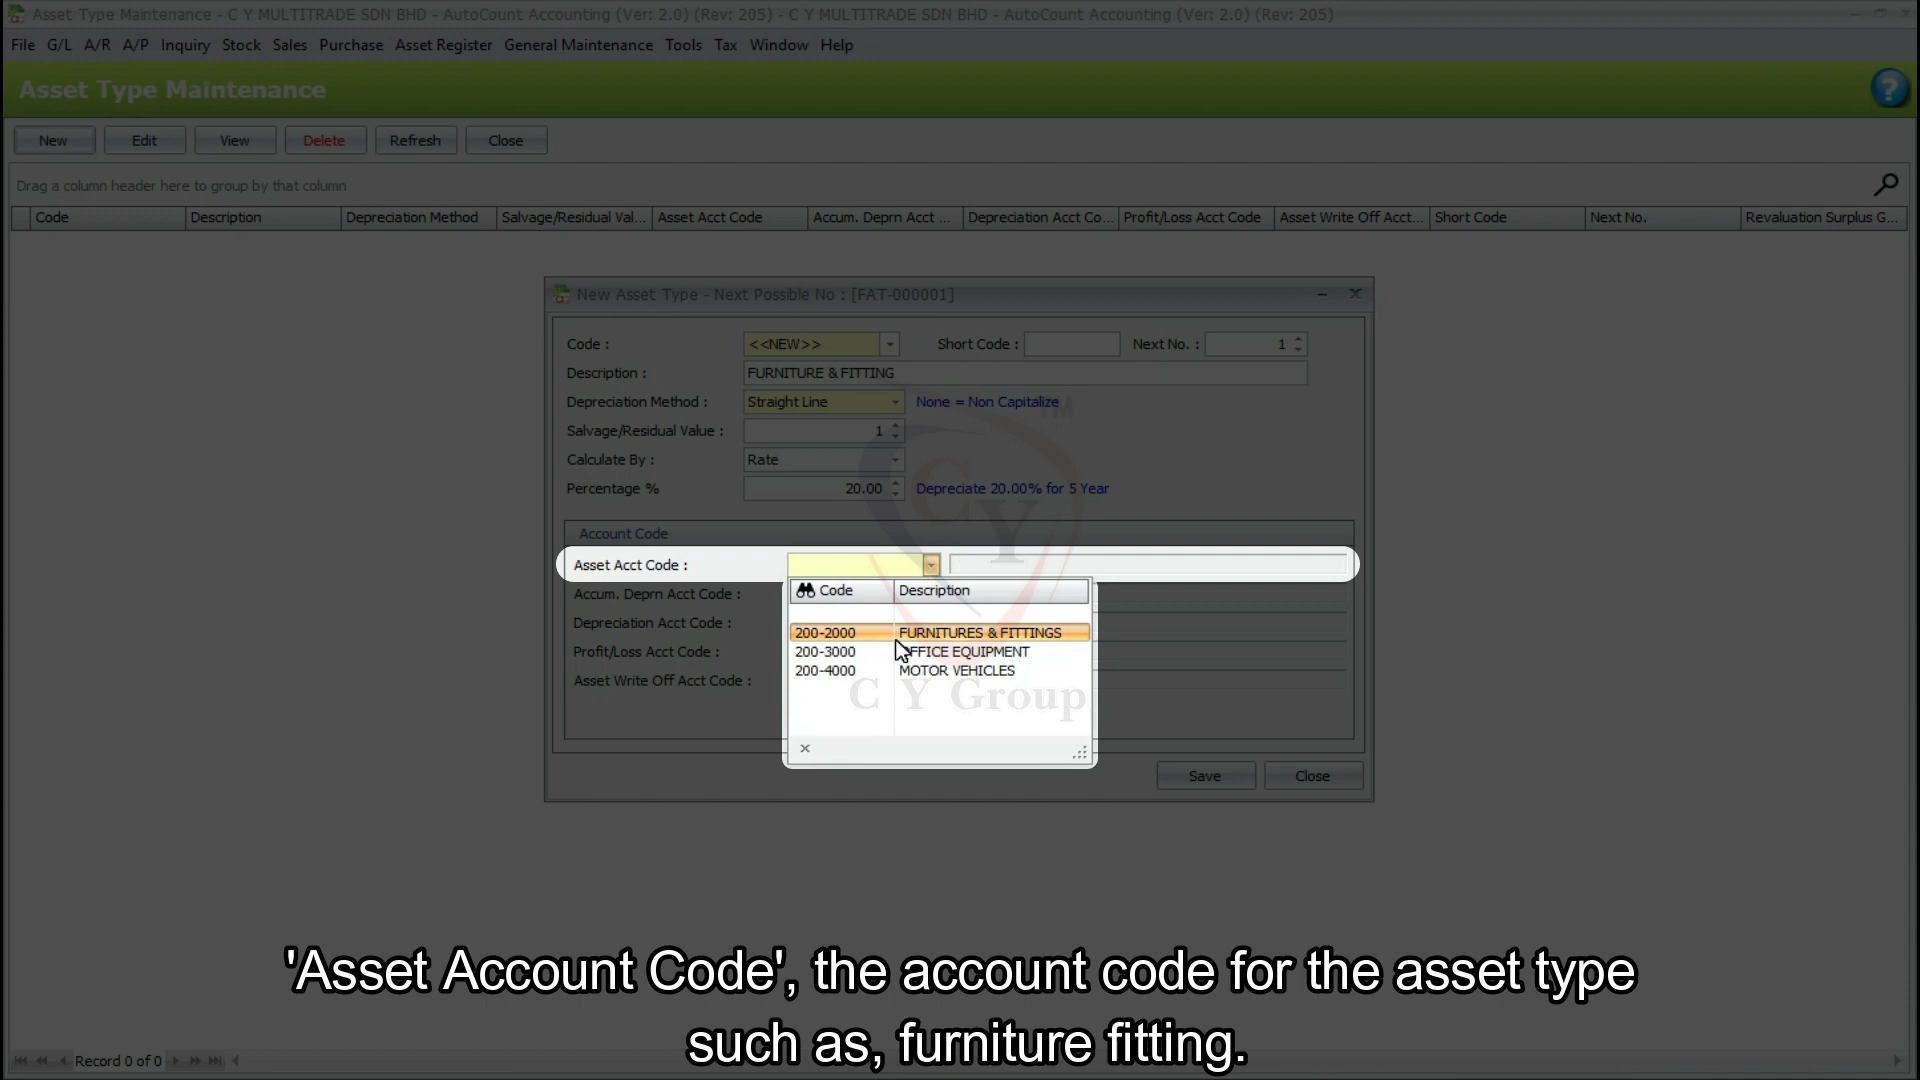 Asset Type Maintenance - C Y MULTITRADE SDN BHD - AutoCount Accounting (Ver: 2.0) (Rev: 205) - C Y MULTITRADE SDN BHD - AutoCount Accounting (Ver: 2.0) (Rev: 205)
File G/L A/R A/P Inquiry Stock Sales Purchase Asset Register General Maintenance Tools Tax Window Help
Asset Type Maintenance
New Edit View Delete Refresh Close
Drag a column header here to group by that column
Code Description Depreciation Method Salvage/Residual Val... Asset Acct Code Accum. Deprn Acct ... Depreciation Acct Co... Profit/Loss Acct Code Asset Write Off Acct... Short Code Next No. Revaluation Surplus G...
New Asset Type - Next Possible No : [FAT-000001]
Code : <<NEW>> Short Code : Next No. : 1
Description : FURNITURE & FITTING
Depreciation Method : Straight Line None = Non Capitalize
TM
Salvage/Residual Value : 1
Calculate By : Rate
Percentage % 20.00 Depreciate 20.00% for 5 Year
CY
Account Code
Asset Acct Code :
Code Description
Accum. Deprn Acct Code :
Depreciation Acct Code :
200-2000 FURNITURES & FITTINGS
Profit/Loss Acct Code :
200-3000 OFFICE EQUIPMENT
200-4000 MOTOR VEHICLES
Asset Write Off Acct Code :
C Y Group
Save Close
'Asset Account Code', the account code for the asset type
such as, furniture fitting.
Record 0 of 0